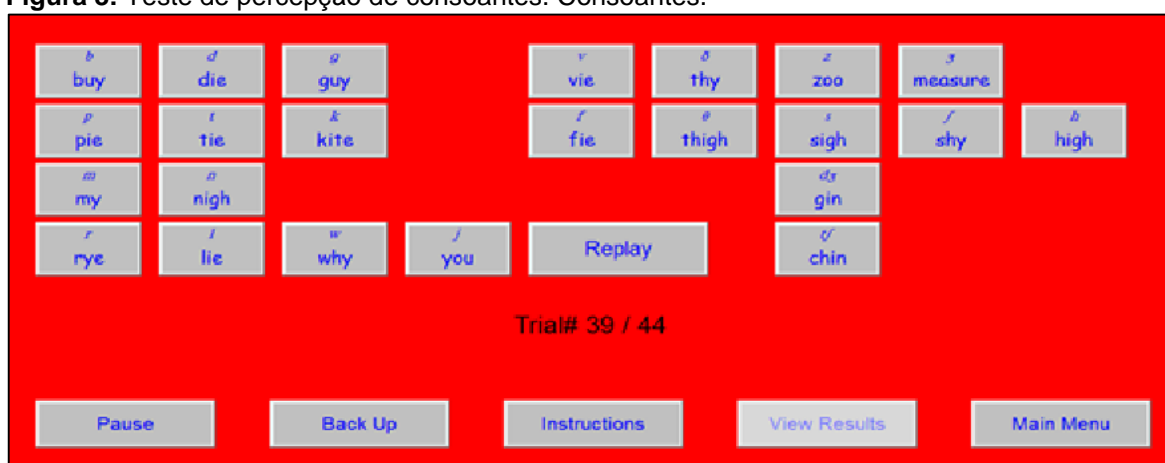 Figura 3. Teste de percepção de consoantes. Consoantes.
b d g v ð z ʒ
buy die guy vie thy zoo measure
p t k f θ s ʃ h
pie tie kite fie thigh sigh shy high
m n dʒ
my nigh gin
r l w j tʃ
rye lie why you Replay chin
Trial# 39 / 44
Pause Back Up Instructions View Results Main Menu